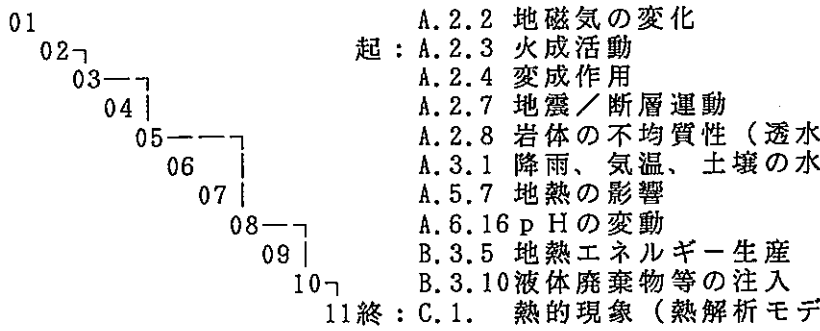 01 A.2.2 地磁気の変化
02┐ 起：A.2.3 火成活動
03──┐ A.2.4 変成作用
04│ A.2.7 地震／断層運動
05───┐ A.2.8 岩体の不均質性（透水
06 │ A.3.1 降雨、気温、土壌の水
07│ A.5.7 地熱の影響
08──┐ A.6.16pHの変動
09│ B.3.5 地熱エネルギー生産
10┐ B.3.10液体廃棄物等の注入
11終：C.1. 熱的現象（熱解析モデ